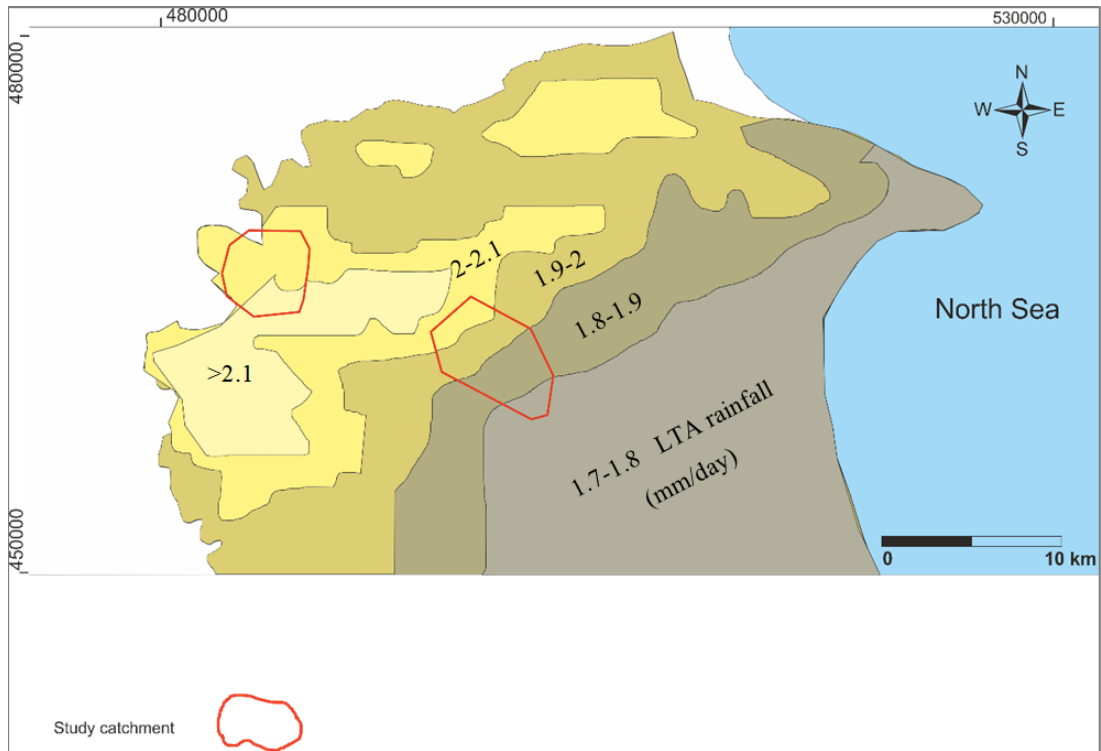 480000
530000
480000
N
W
E
S
2-2.1
1.9-2
1.8-1.9
North Sea
>2.1
1.7-1.8 LTA rainfall
(mm/day)
450000
0
10 km
Study catchment